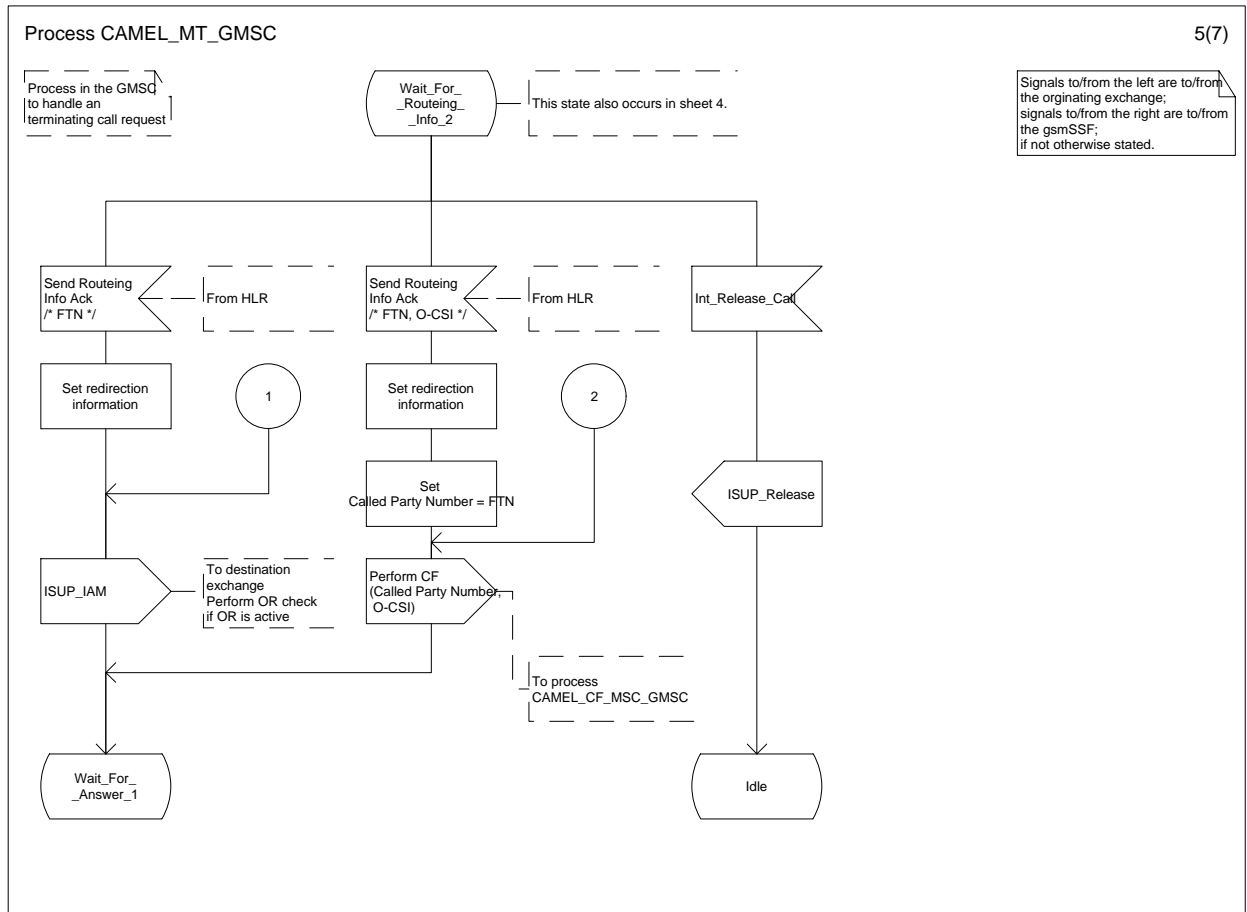 Process CAMEL_MT_GMSC
5(7)
Process in the GMSC
to handle an
terminating call request
Wait_For_
_Routeing_
_Info_2
This state also occurs in sheet 4.
Signals to/from the left are to/from
the orginating exchange;
signals to/from the right are to/from
the gsmSSF;
if not otherwise stated.
Send Routeing
Info Ack
/* FTN */
From HLR
Send Routeing
Info Ack
/* FTN, O-CSI */
From HLR
Int_Release_Call
Set redirection
information
1
Set redirection
information
2
Set
Called Party Number = FTN
ISUP_Release
ISUP_IAM
To destination
exchange
Perform OR check
if OR is active
Perform CF
(Called Party Number,
O-CSI)
To process
CAMEL_CF_MSC_GMSC
Wait_For_
_Answer_1
Idle